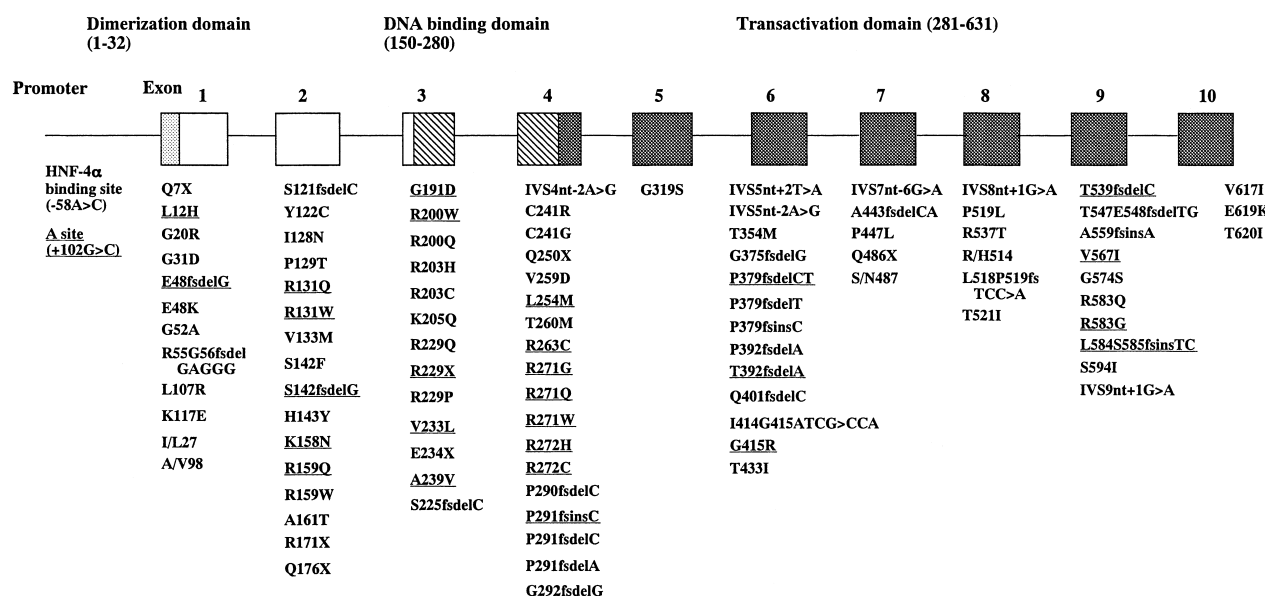 Dimerization domain
(1-32)
DNA binding domain
(150-280)
Transactivation domain (281-631)
Promoter
Exon
1
2
3
4
5
6
7
8
9
10
HNF-4α
binding site
(-58A>C)
A site
(+102G>C)
Q7X
L12H
G20R
G31D
E48fsdelG
E48K
G52A
R55G56fsdel
GAGGG
L107R
K117E
I/L27
A/V98
S121fsdelC
Y122C
I128N
P129T
R131Q
R131W
V133M
S142F
S142fsdelG
H143Y
K158N
R159Q
R159W
A161T
R171X
Q176X
G191D
R200W
R200Q
R203H
R203C
K205Q
R229Q
R229X
R229P
V233L
E234X
A239V
S225fsdelC
IVS4nt-2A>G
C241R
C241G
Q250X
V259D
L254M
T260M
R263C
R271G
R271Q
R271W
R272H
R272C
P290fsdelC
P291fsinsC
P291fsdelC
P291fsdelA
G292fsdelG
G319S
IVS5nt+2T>A
IVS5nt-2A>G
T354M
G375fsdelG
P379fsdelCT
P379fsdelT
P379fsinsC
P392fsdelA
T392fsdelA
Q401fsdelC
I414G415ATCG>CCA
G415R
T433I
IVS7nt-6G>A
A443fsdelCA
P447L
Q486X
S/N487
IVS8nt+1G>A
P519L
R537T
R/H514
L518P519fs
TCC>A
T521I
T539fsdelC
T547E548fsdelTG
A559fsinsA
V567I
G574S
R583Q
R583G
L584S585fsinsTC
S594I
IVS9nt+1G>A
V617I
E619K
T620I